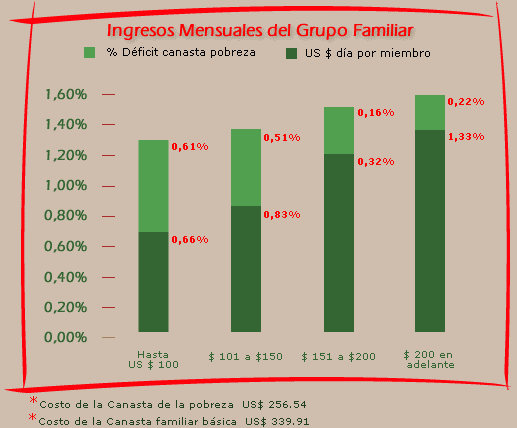 Ingresos Mensuales del Grupo Familiar
% Déficit canasta pobreza US $ día por miembro
1,60%
1,40%
1,20%
1,00%
0,80%
0,60%
0,40%
0,20%
0,00%
0,61%
0,66%
0,51%
0,83%
0,16%
0,32%
0,22%
1,33%
Hasta
US $ 100
$ 101 a $150
$ 151 a $200
$ 200 en
adelante
*Costo de la Canasta de la pobreza US$ 256.54
*Costo de la Canasta familiar básica US$ 339.91